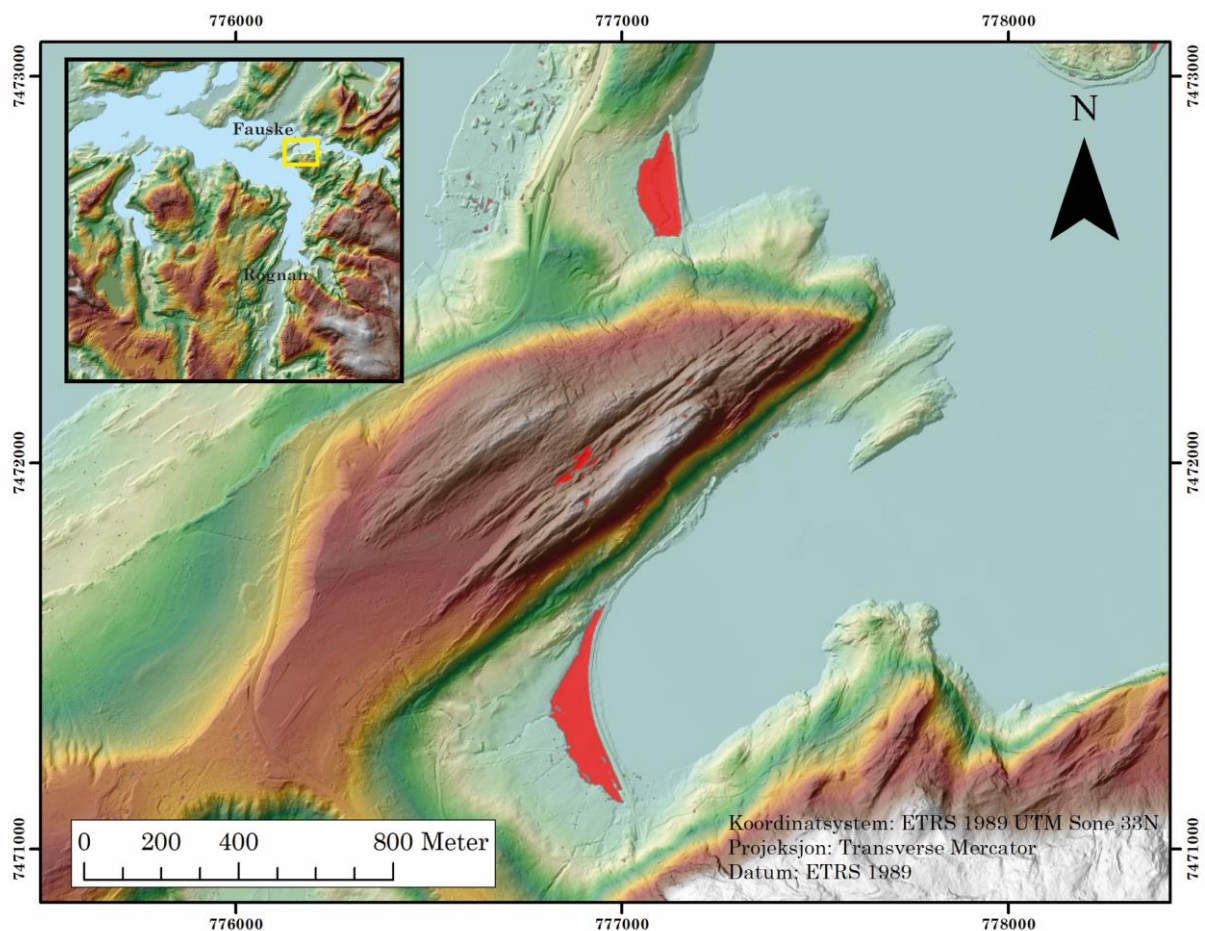 776000 777000 778000
7473000 7473000
Fauske
N
Rognan
7472000 7472000
0 200 400 800 Meter
Koordinatsystem: ETRS 1989 UTM Sone 33N
Projeksjon: Transverse Mercator
Datum: ETRS 1989
7471000 7471000
776000 777000 778000